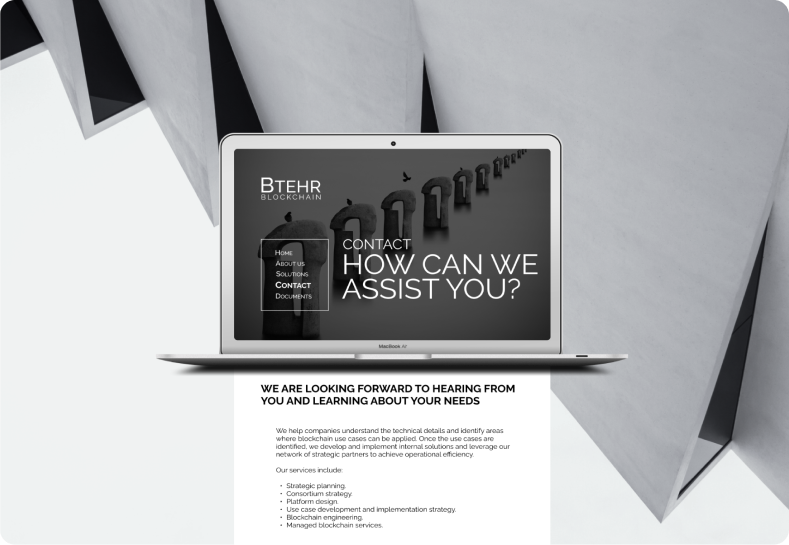 BTEHR
BLOCKCHAIN
HOME
ABOUT US
SOLUTIONS
CONTACT
DOCUMENTS
CONTACT
HOW CAN WE
ASSIST YOU?
MacBook Air
WE ARE LOOKING FORWARD TO HEARING FROM
YOU AND LEARNING ABOUT YOUR NEEDS
We help companies understand the technical details and identify areas
where blockchain use cases can be applied. Once the use cases are
identified, we develop and implement internal solutions and leverage our
network of strategic partners to achieve operational efficiency.
Our services include:
• Strategic planning.
• Consortium strategy.
• Platform design.
• Use case development and implementation strategy.
• Blockchain engineering.
• Managed blockchain services.